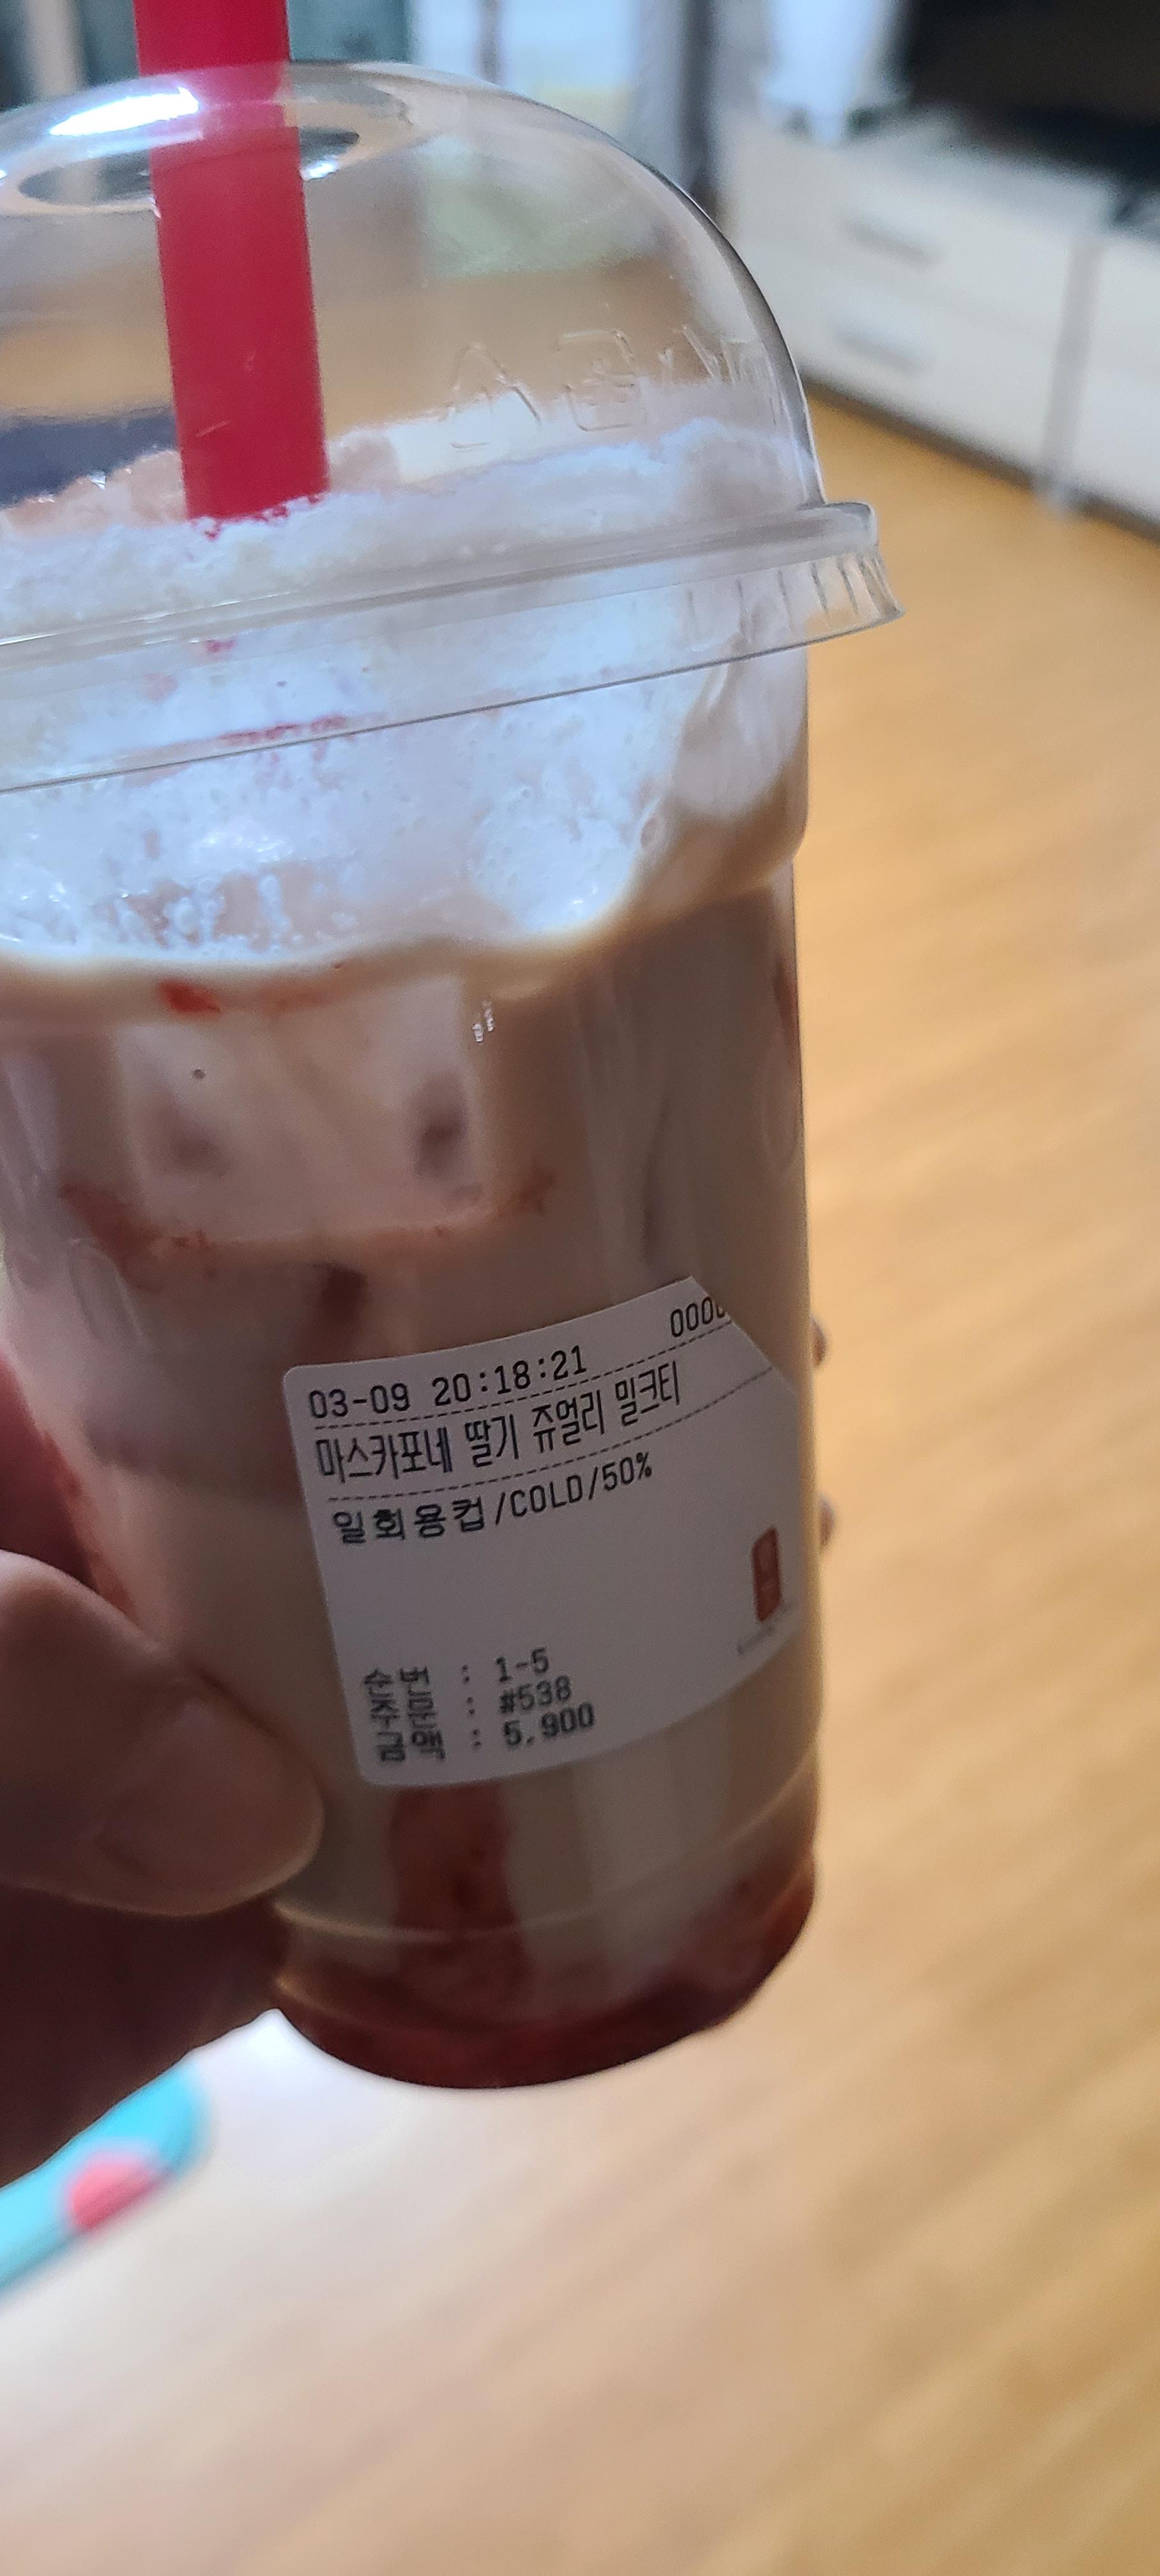 03-09 20:18:21
마스카포네 딸기 쥬얼리 밀크티
일회용컵/COLD/50%
순번 : 1-5
주문 : #538
금액 : 5,900